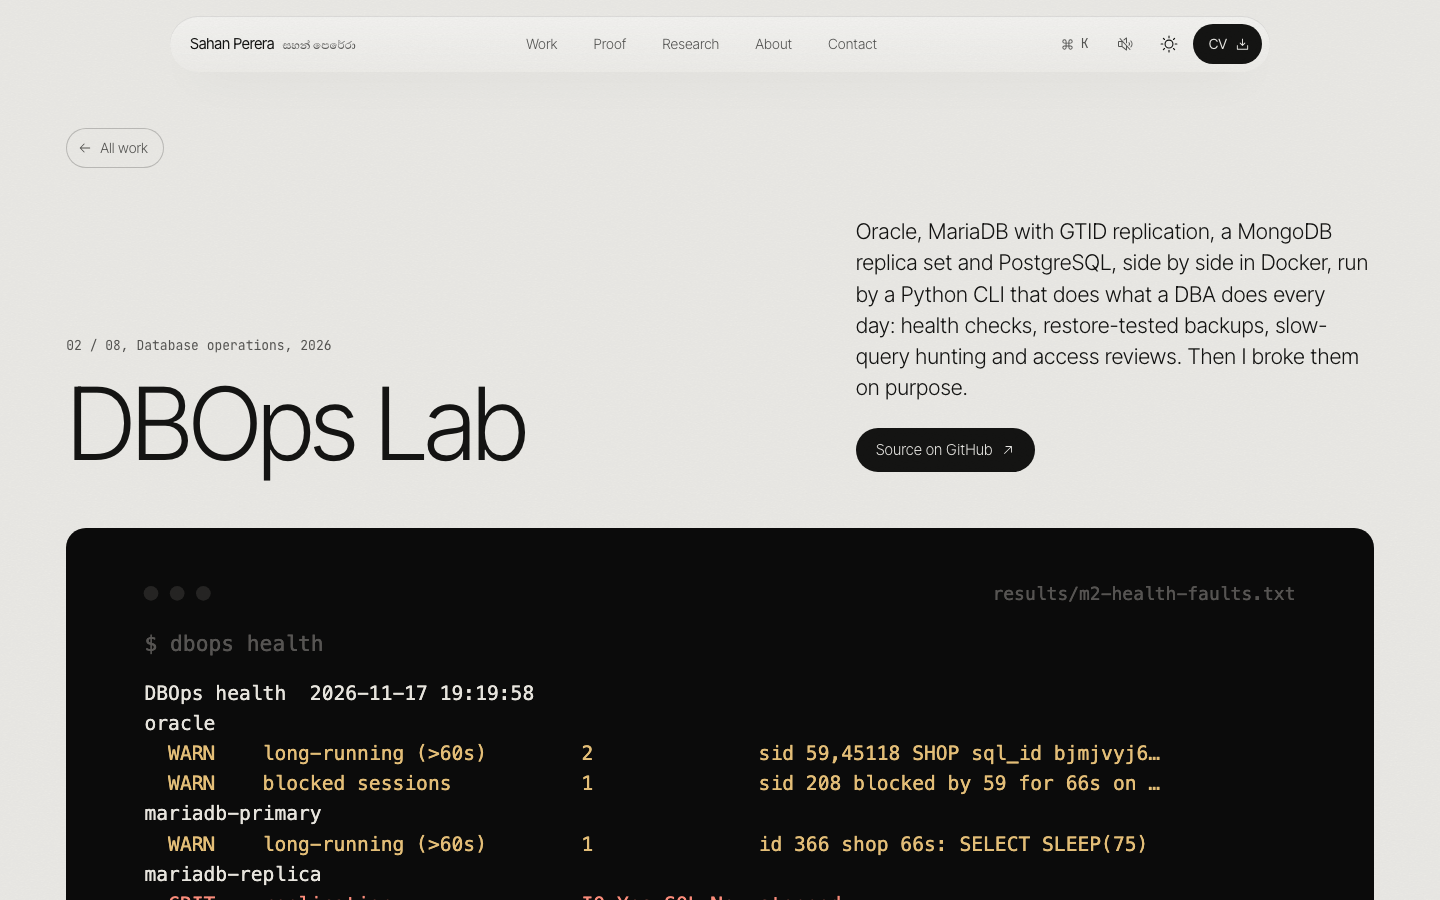 Sahan Perera සහන් පෙරේරා
Work Proof Research About Contact
⌘ K
CV
← All work
Oracle, MariaDB with GTID replication, a MongoDB
replica set and PostgreSQL, side by side in Docker, run
by a Python CLI that does what a DBA does every
day: health checks, restore-tested backups, slow-
query hunting and access reviews. Then I broke them
on purpose.
02 / 08, Database operations, 2026
DBOps Lab
Source on GitHub ↗
results/m2-health-faults.txt
$ dbops health
DBOps health 2026-11-17 19:19:58
oracle
WARN long-running (>60s) 2 sid 59,45118 SHOP sql_id bjmjvyj6…
WARN blocked sessions 1 sid 208 blocked by 59 for 66s on …
mariadb-primary
WARN long-running (>60s) 1 id 366 shop 66s: SELECT SLEEP(75)
mariadb-replica